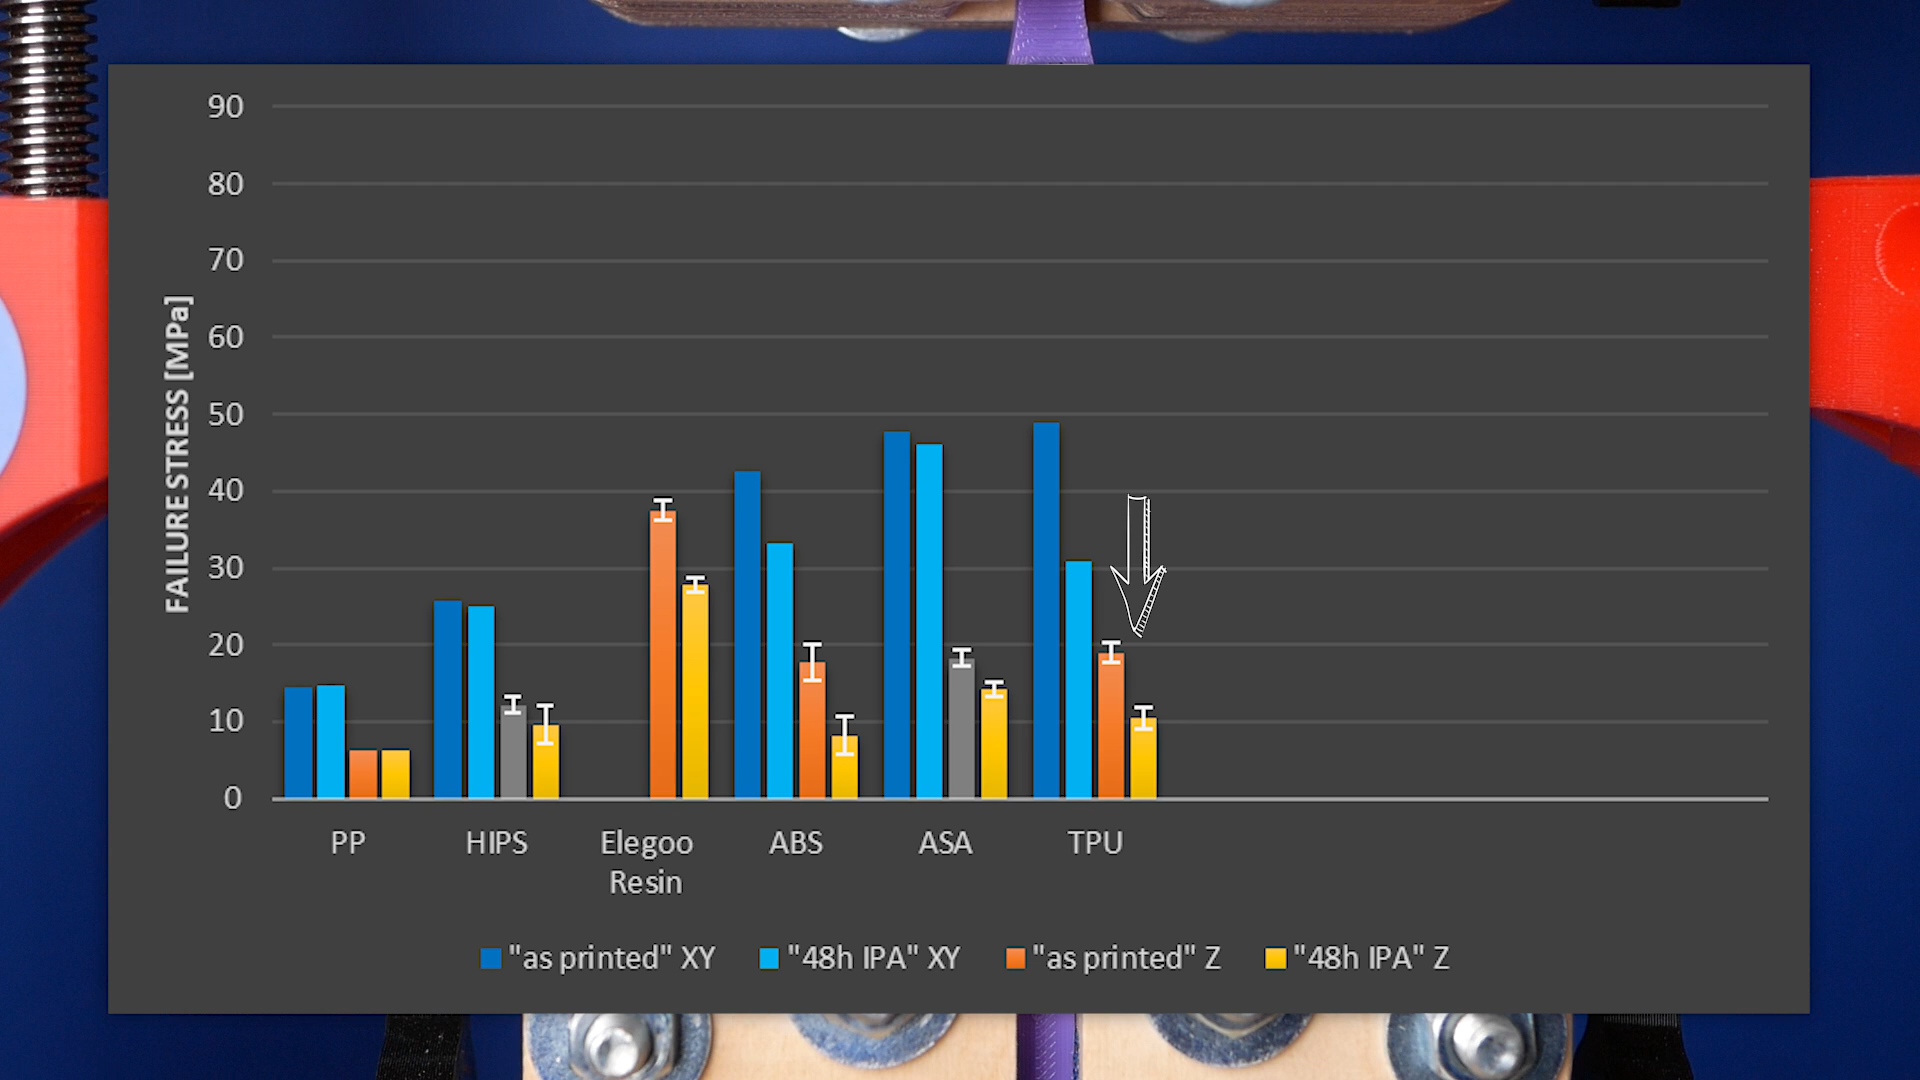 90
80
70
60
50
40
30
20
10
0
FAILURE STRESS [MPa]
PP
HIPS
Elegoo
Resin
ABS
ASA
TPU
"as printed" XY
"48h IPA" XY
"as printed" Z
"48h IPA" Z